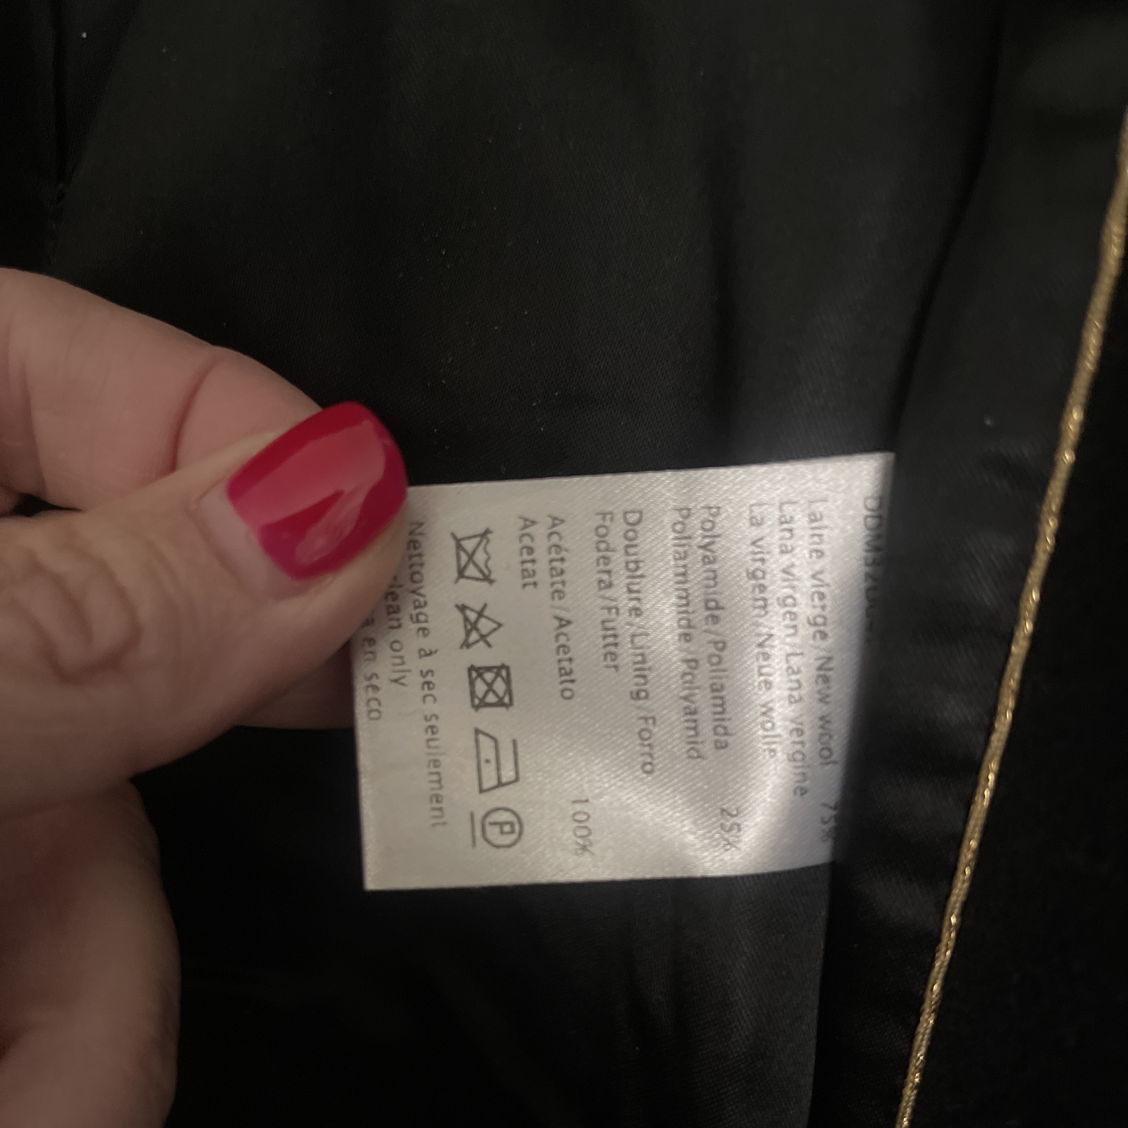 Laine vierge/New wool 75%
Lana virgen/Lana vergine
La virgem/Neue wolle
Polyamide/Poliamida 25%
Poliammide/Polyamid
Doublure/Lining/Forro
Fodera/Futter
Acétate/Acetato 100%
Acetat
P
Nettoyage à sec seulement
only
en seco